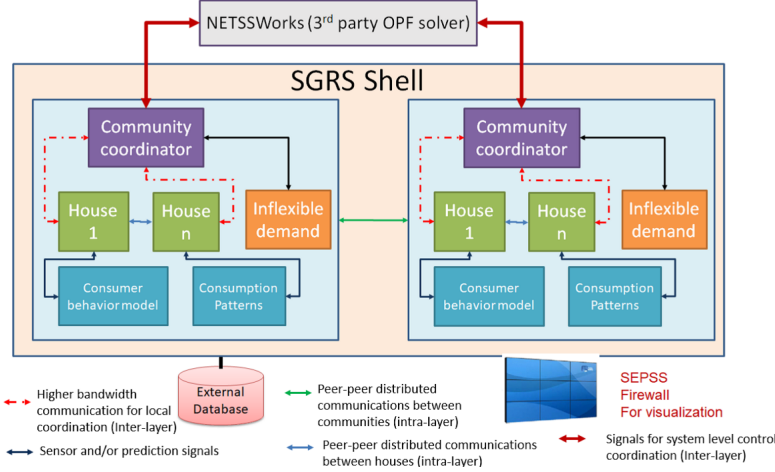 NETSSWorks (3rd party OPF solver)
SGRS Shell
Community
coordinator
House
1
House
n
Inflexible
demand
Consumer
behavior model
Consumption
Patterns
Community
coordinator
House
1
House
n
Inflexible
demand
Consumer
behavior model
Consumption
Patterns
Higher bandwidth
communication for local
coordination (Inter-layer)
Sensor and/or prediction signals
External
Database
Peer-peer distributed
communications between
communities (intra-layer)
Peer-peer distributed communications
between houses (intra-layer)
SEPSS
Firewall
For visualization
Signals for system level control
coordination (Inter-layer)